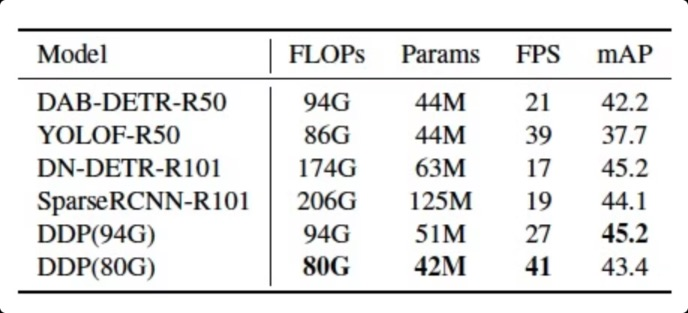 Model FLOPs Params FPS mAP
DAB-DETR-R50 94G 44M 21 42.2
YOLOF-R50 86G 44M 39 37.7
DN-DETR-R101 174G 63M 17 45.2
SparseRCNN-R101 206G 125M 19 44.1
DDP(94G) 94G 51M 27 45.2
DDP(80G) 80G 42M 41 43.4